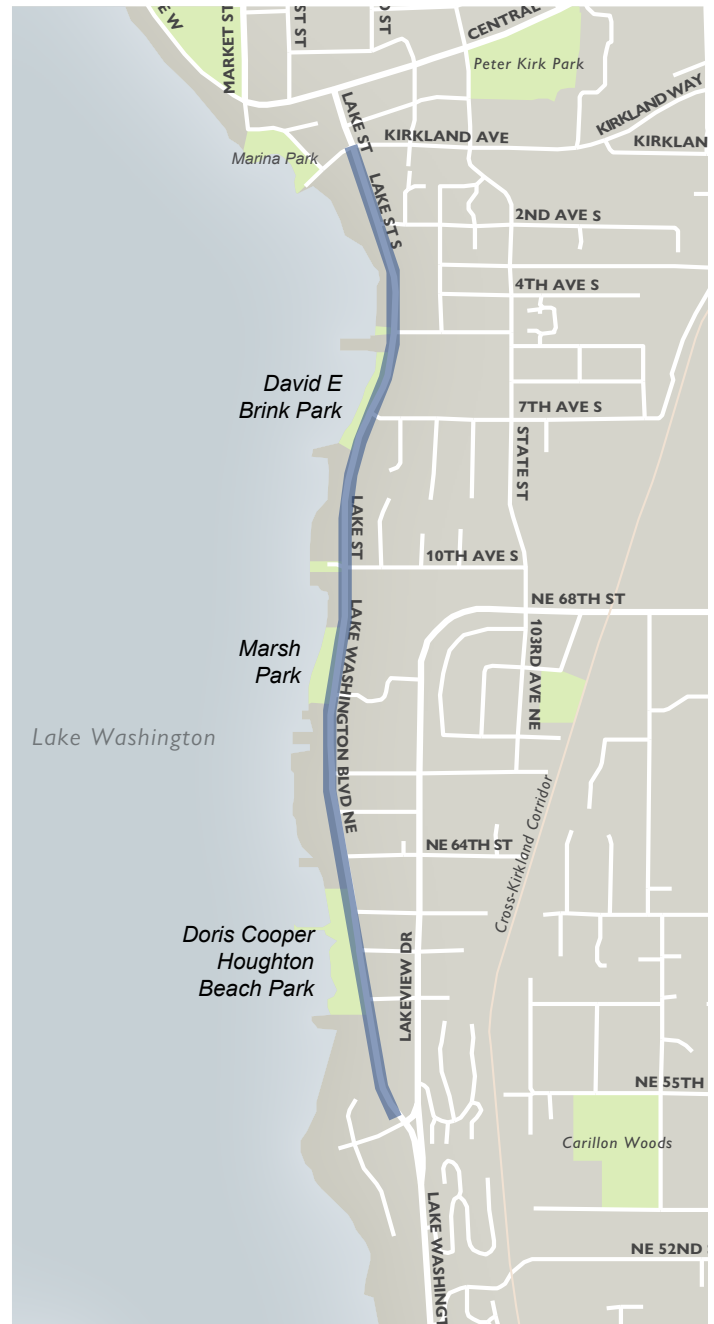 MARKET ST
CENTRAL
Peter Kirk Park
LAKE ST
KIRKLAND AVE
KIRKLAND WAY
KIRKLAN
Marina Park
LAKE ST S
2ND AVE S
4TH AVE S
David E
Brink Park
7TH AVE S
STATE ST
LAKE ST
10TH AVE S
NE 68TH ST
LAKE WASHINGTON BLVD NE
103RD AVE NE
Marsh
Park
Lake Washington
Cross-Kirkland Corridor
NE 64TH ST
Doris Cooper
Houghton
Beach Park
LAKEVIEW DR
NE 55TH
Carillon Woods
LAKE WASHINGT
NE 52ND